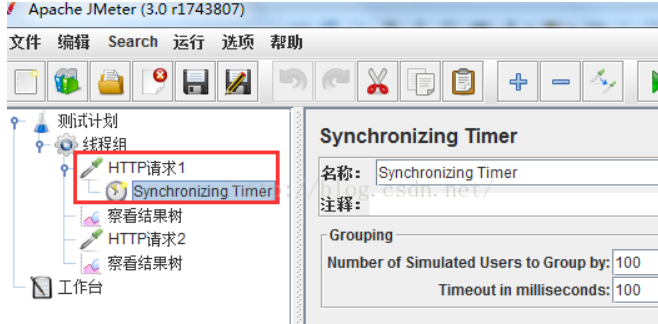 Apache JMeter (3.0 r1743807)
文件 编辑 Search 运行 选项 帮助
测试计划
线程组
HTTP请求1
Synchronizing Timer
察看结果树
HTTP请求2
察看结果树
工作台
Synchronizing Timer
名称: Synchronizing Timer
注释:
Grouping
Number of Simulated Users to Group by: 100
Timeout in milliseconds: 100
://blog.csdn.net/